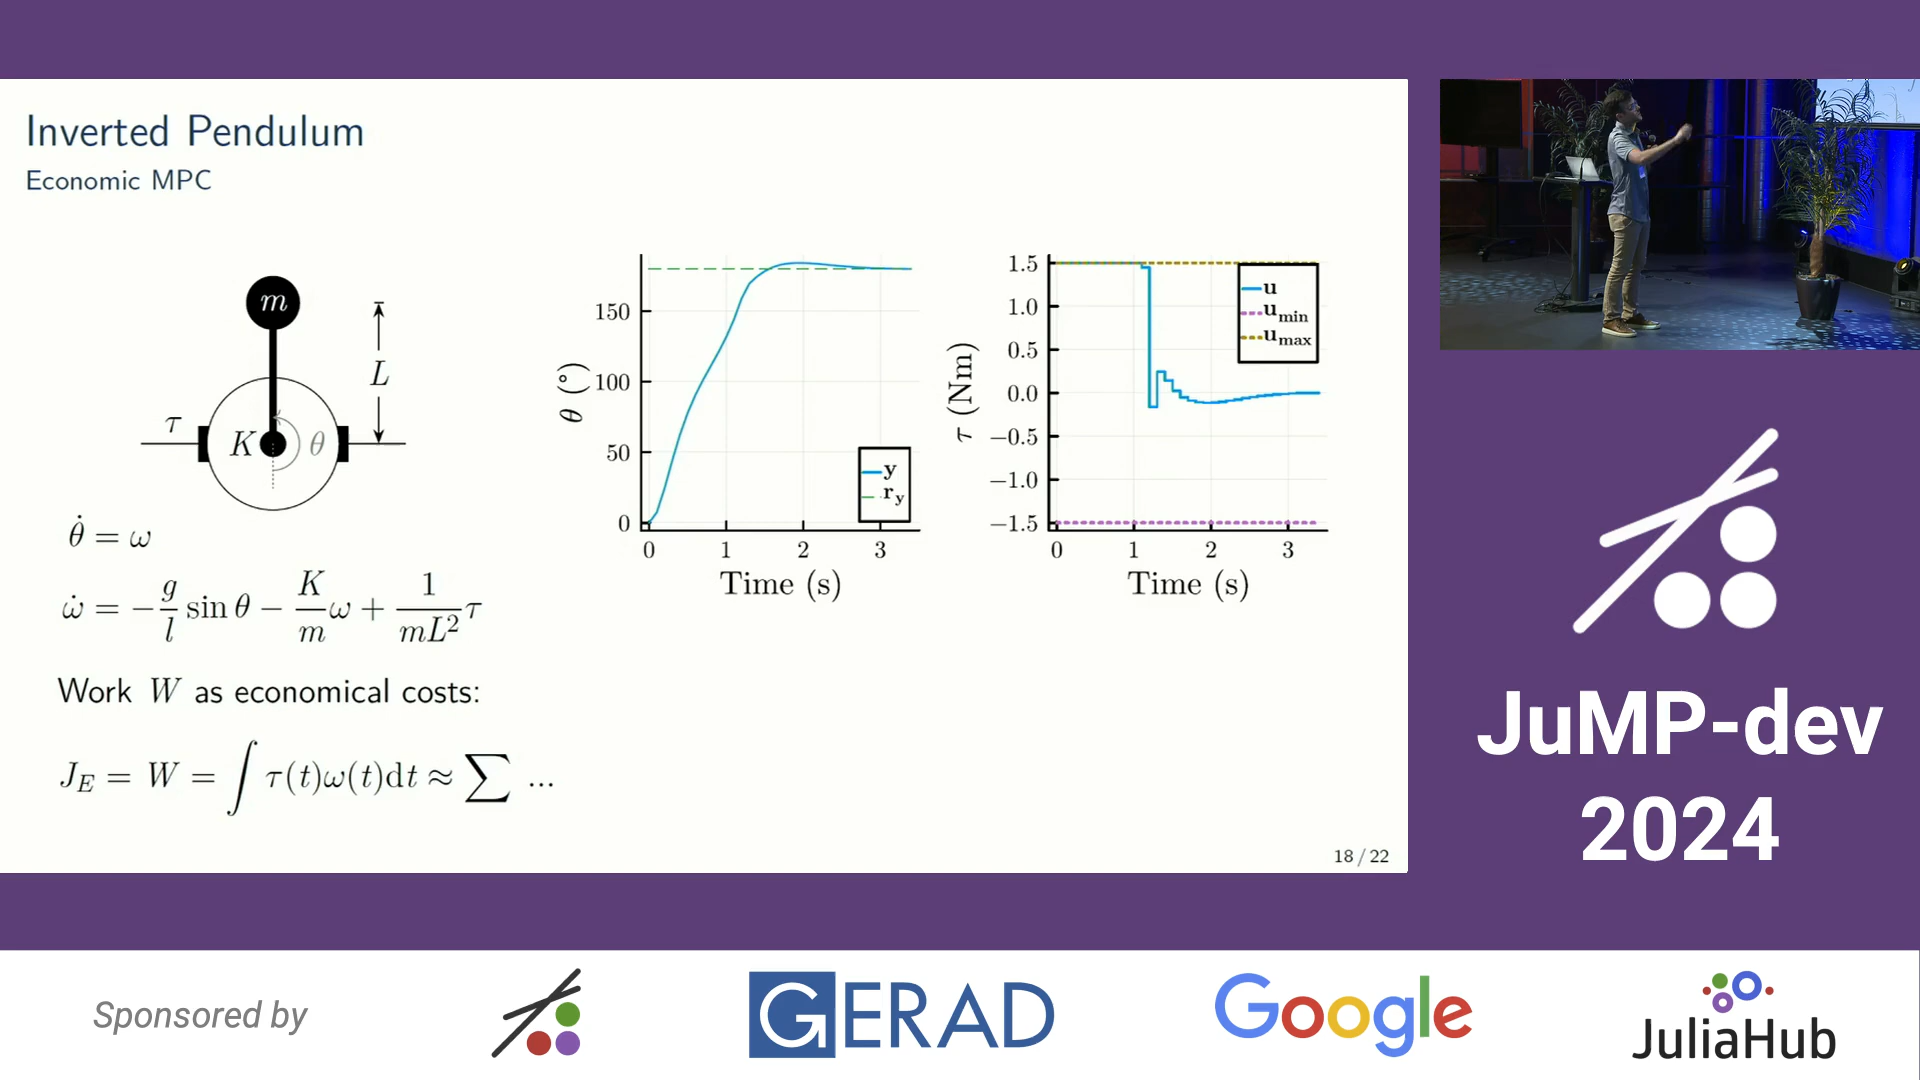 Inverted Pendulum
Economic MPC
m
L
τ
K
θ
θ̇ = ω
ω̇ = −g/l sin θ − K/m ω + 1/mL² τ
Work W as economical costs:
J_E = W = ∫ τ(t)ω(t)dt ≈ ∑ ...
θ (°)
150
100
50
0
0 1 2 3
Time (s)
y
r_y
τ (Nm)
1.5
1.0
0.5
0.0
−0.5
−1.0
−1.5
0 1 2 3
Time (s)
u
u_min
u_max
18 / 22
JuMP-dev
2024
Sponsored by
GERAD
Google
JuliaHub